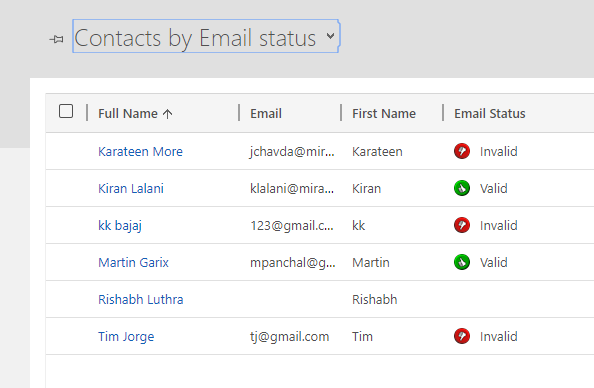 Contacts by Email status
Full Name Email First Name Email Status
Karateen More jchavda@mir... Karateen Invalid
Kiran Lalani klalani@mira... Kiran Valid
kk bajaj 123@gmail.c... kk Invalid
Martin Garix mpanchal@g... Martin Valid
Rishabh Luthra Rishabh
Tim Jorge tj@gmail.com Tim Invalid